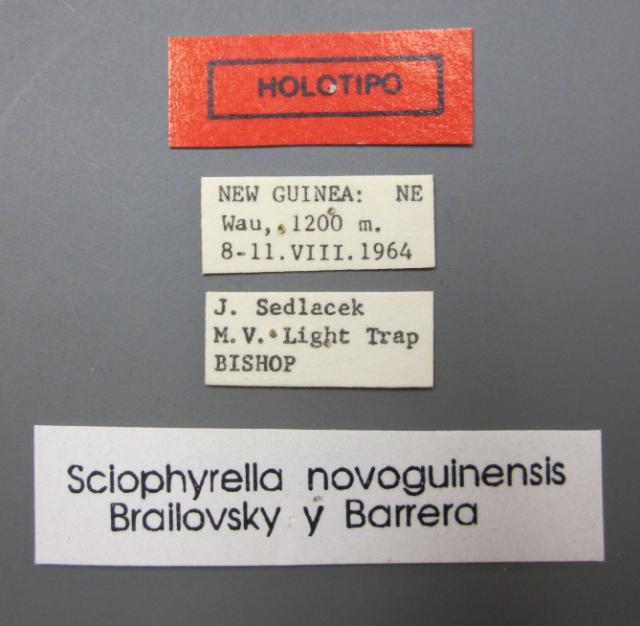 HOLOTIPO
NEW GUINEA: NE
Wau, 1200 m.
8-11.VIII.1964
J. Sedlacek
M.V. Light Trap
BISHOP
Sciophyrella novoguinensis
Brailovsky y Barrera